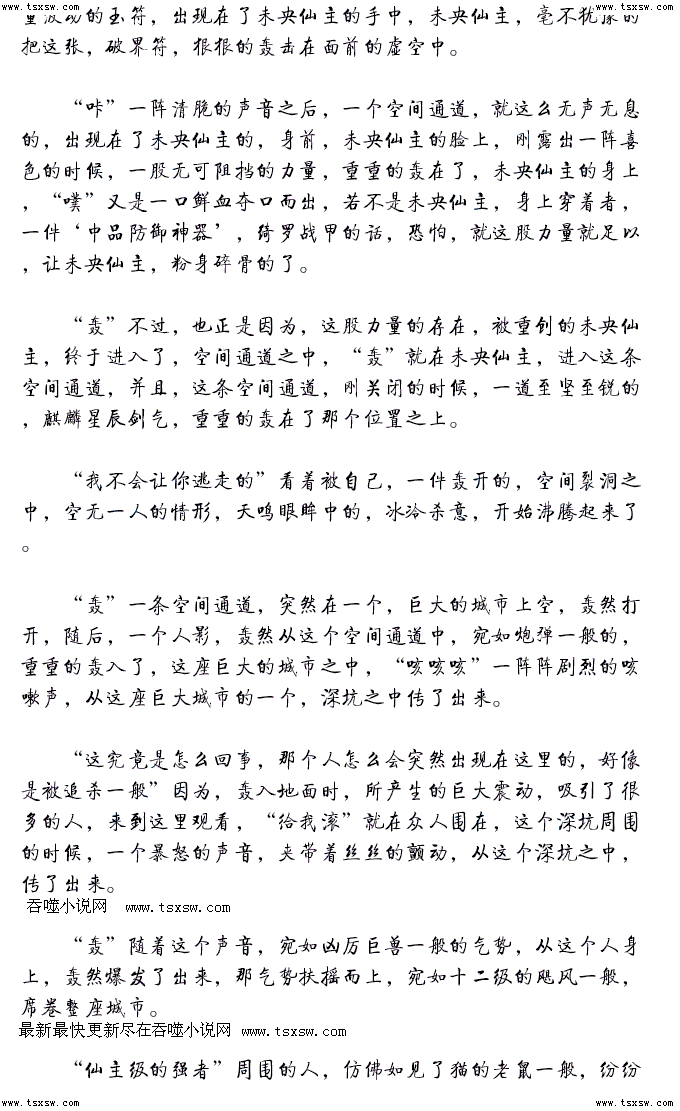 www.tsxsw.com www.tsxsw.com
量波动的玉符，出现在了未央仙主的手中，未央仙主，毫不犹豫的
把这张，破界符，狠狠的轰击在面前的虚空中。
“咔”一阵清脆的声音之后，一个空间通道，就这么无声无息
的，出现在了未央仙主的，身前，未央仙主的脸上，刚露出一阵喜
色的时候，一股无可阻挡的力量，重重的轰在了，未央仙主的身上
，“噗”又是一口鲜血夺口而出，若不是未央仙主，身上穿着者，
一件‘中品防御神器’，绮罗战甲的话，恐怕，就这股力量就足以
，让未央仙主，粉身碎骨的了。
“轰”不过，也正是因为，这股力量的存在，被重创的未央仙
主，终于进入了，空间通道之中，“轰”就在未央仙主，进入这条
空间通道，并且，这条空间通道，刚关闭的时候，一道至坚至锐的
，麒麟星辰剑气，重重的轰在了那个位置之上。
“我不会让你逃走的”看着被自己，一件轰开的，空间裂洞之
中，空无一人的情形，天鸣眼眸中的，冰冷杀意，开始沸腾起来了
。
“轰”一条空间通道，突然在一个，巨大的城市上空，轰然打
开，随后，一个人影，轰然从这个空间通道中，宛如炮弹一般的，
重重的轰入了，这座巨大的城市之中，“咳咳咳”一阵阵剧烈的咳
嗽声，从这座巨大城市的一个，深坑之中传了出来。
“这究竟是怎么回事，那个人怎么会突然出现在这里的，好像
是被追杀一般”因为，轰入地面时，所产生的巨大震动，吸引了很
多的人，来到这里观看，“给我滚”就在众人围在，这个深坑周围
的时候，一个暴怒的声音，夹带着丝丝的颤动，从这个深坑之中，
传了出来。
吞噬小说网 www.tsxsw.com
“轰”随着这个声音，宛如凶厉巨兽一般的气势，从这个人身
上，轰然爆发了出来，那气势扶摇而上，宛如十二级的飓风一般，
席卷整座城市。
最新最快更新尽在吞噬小说网 www.tsxsw.com
“仙主级的强者”周围的人，仿佛如见了猫的老鼠一般，纷纷
www.tsxsw.com www.tsxsw.com